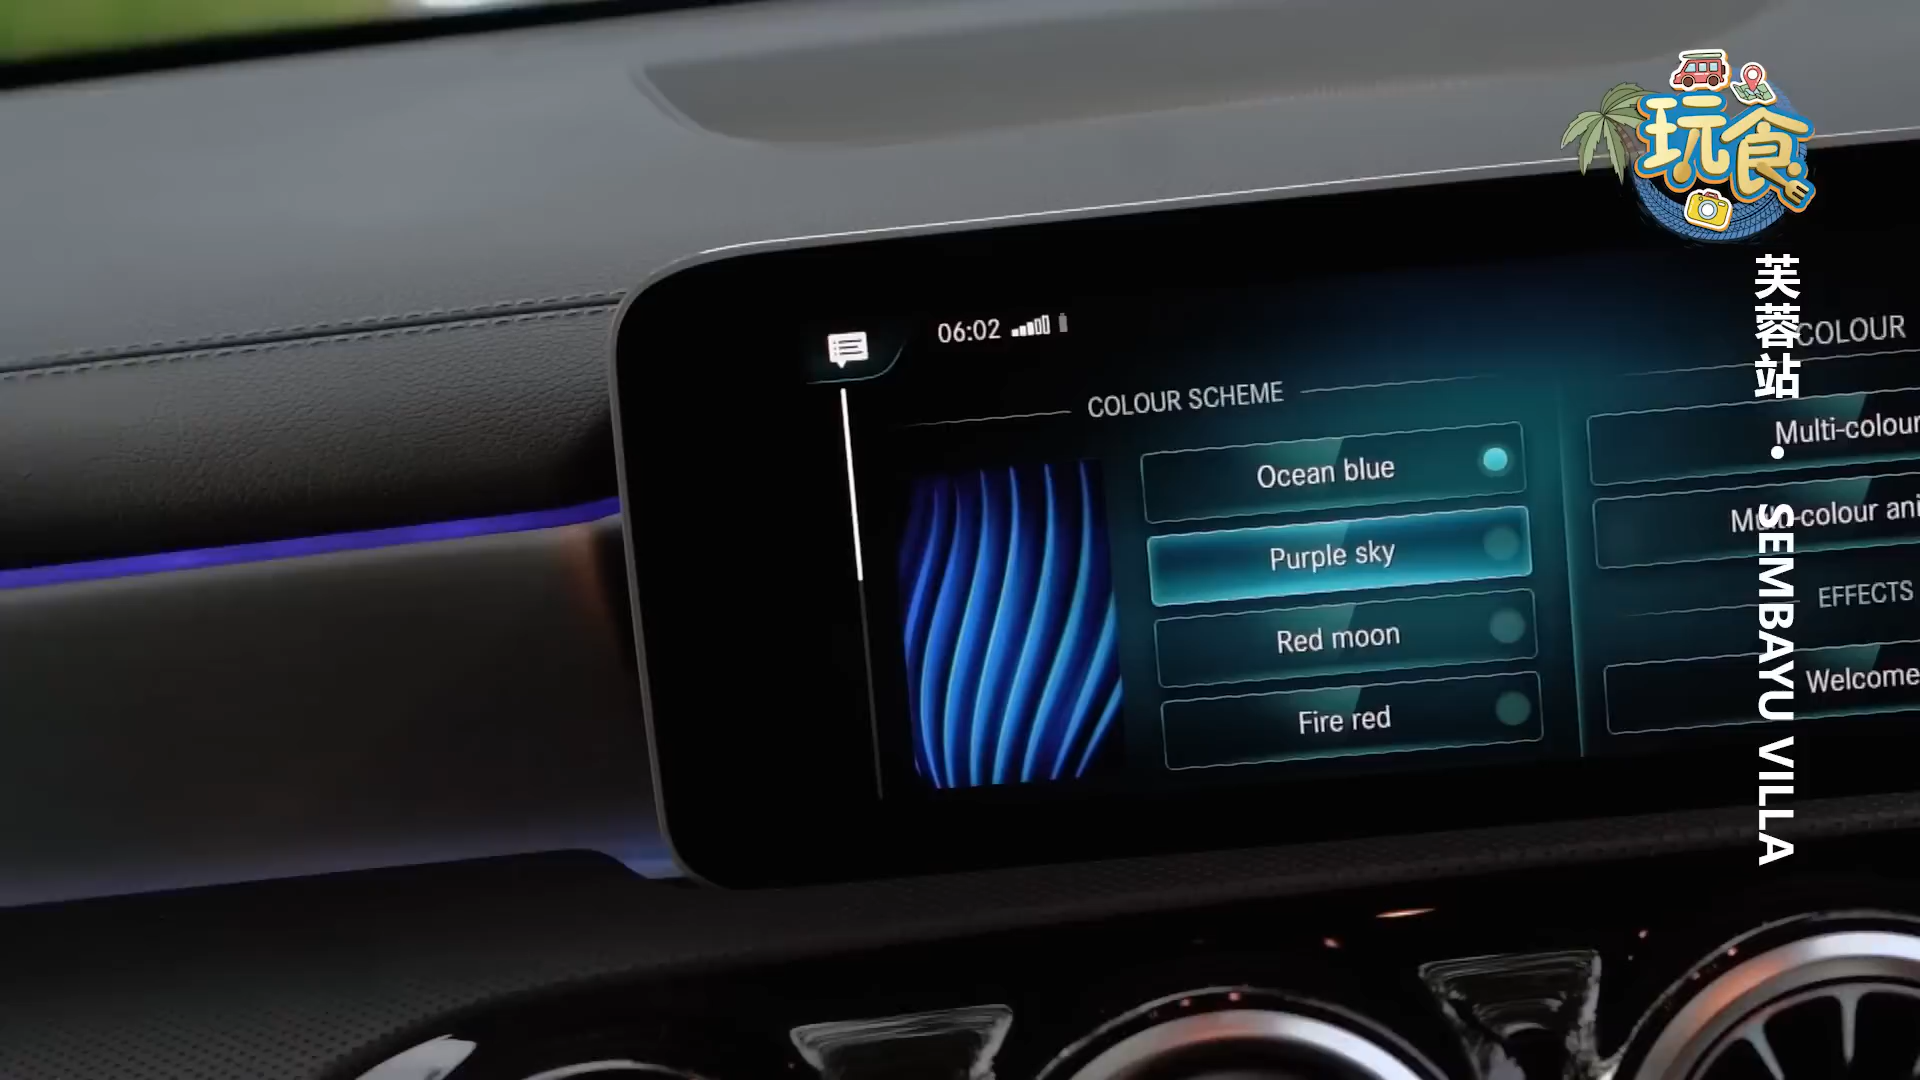 玩食
芙蓉站 • SEMBAYU VILLA
06:02
COLOUR SCHEME
Ocean blue
Purple sky
Red moon
Fire red
COLOUR
Multi-colour
Multi-colour ani
EFFECTS
Welcome